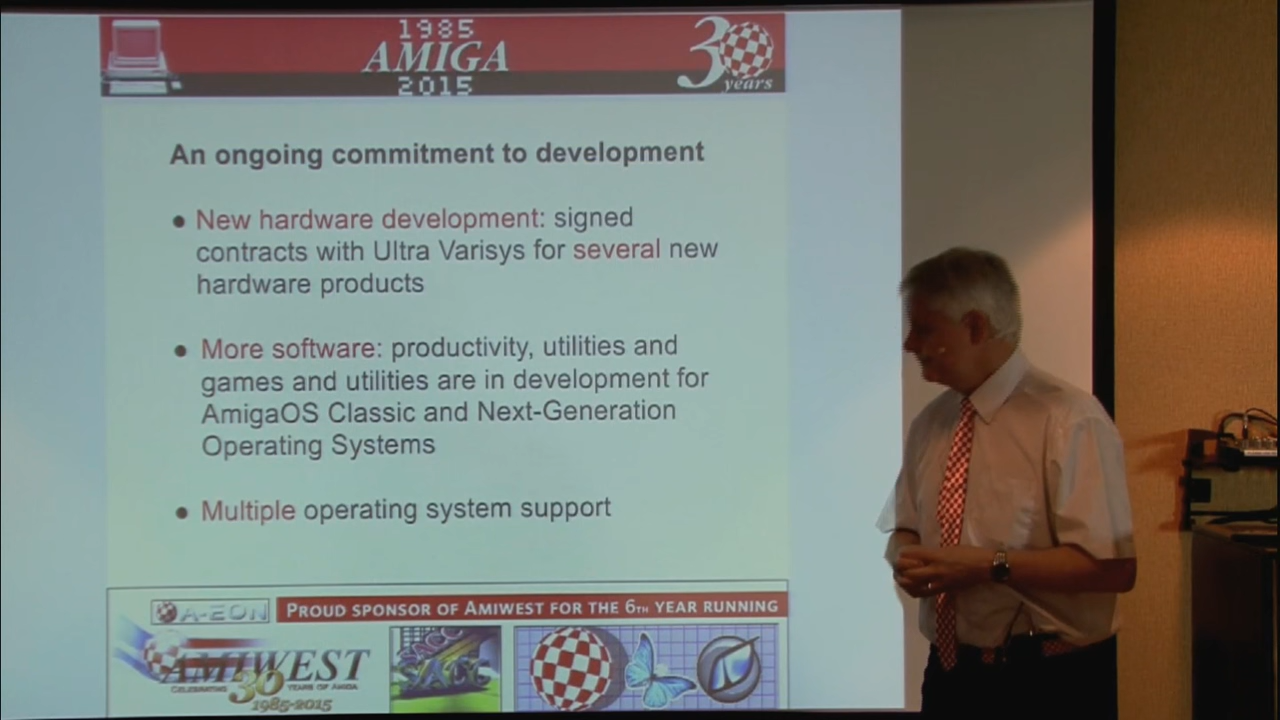 1985
AMIGA
2015
30
years
An ongoing commitment to development
● New hardware development: signed
contracts with Ultra Varisys for several new
hardware products
● More software: productivity, utilities and
games and utilities are in development for
AmigaOS Classic and Next-Generation
Operating Systems
● Multiple operating system support
A-EON
PROUD SPONSOR OF AMIWEST FOR THE 6TH YEAR RUNNING
AMIWEST
CELEBRATING 30 YEARS OF AMIGA
1985-2015
SACC